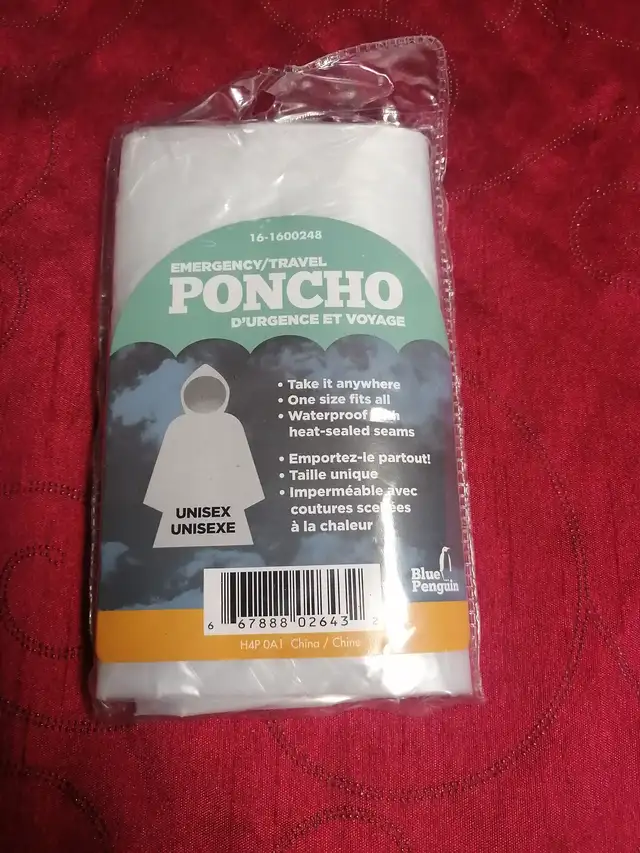 16-1600248
EMERGENCY/TRAVEL
PONCHO
D'URGENCE ET VOYAGE
• Take it anywhere
• One size fits all
• Waterproof
heat-sealed seams
• Emportez-le partout!
• Taille unique
• Imperméable avec
coutures scellées
à la chaleur
UNISEX
UNISEXE
Blue
Penguin
6 67888 02643 2
H4P 0A1 China / Chine